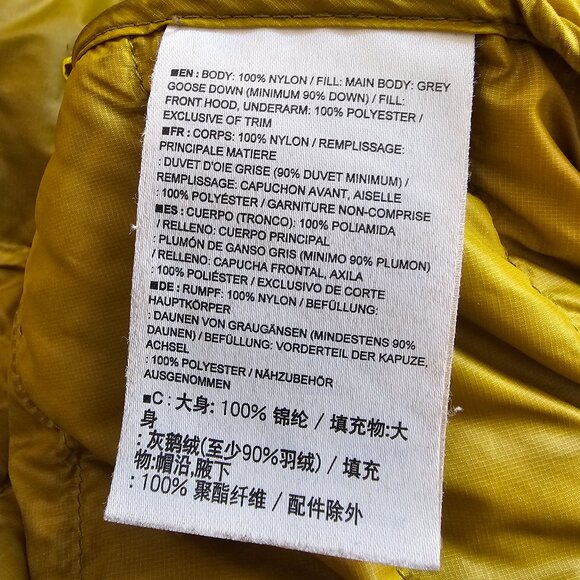 ■EN: BODY: 100% NYLON / FILL: MAIN BODY: GREY
GOOSE DOWN (MINIMUM 90% DOWN) / FILL:
FRONT HOOD, UNDERARM: 100% POLYESTER /
EXCLUSIVE OF TRIM
■FR : CORPS: 100% NYLON / REMPLISSAGE:
PRINCIPALE MATIERE
: DUVET D'OIE GRISE (90% DUVET MINIMUM) /
REMPLISSAGE: CAPUCHON AVANT, AISELLE
: 100% POLYÉSTER / GARNITURE NON-COMPRISE
■ES : CUERPO (TRONCO): 100% POLIAMIDA
/ RELLENO: CUERPO PRINCIPAL
: PLUMÓN DE GANSO GRIS (MINIMO 90% PLUMON)
/ RELLENO: CAPUCHA FRONTAL, AXILA
: 100% POLIÉSTER / EXCLUSIVO DE CORTE
■DE : RUMPF: 100% NYLON / BEFÜLLUNG:
HAUPTKÖRPER
: DAUNEN VON GRAUGÄNSEN (MINDESTENS 90%
DAUNEN) / BEFÜLLUNG: VORDERTEIL DER KAPUZE,
ACHSEL
: 100% POLYESTER / NÄHZUBEHÖR
AUSGENOMMEN
■C : 大身: 100% 锦纶 / 填充物:大
身
: 灰鹅绒(至少90%羽绒) / 填充
物:帽沿,腋下
: 100% 聚酯纤维 / 配件除外